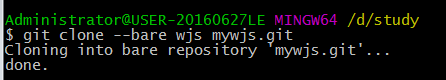 Administrator@USER-20160627LE MINGW64 /d/study
$ git clone --bare wjs mywjs.git
Cloning into bare repository 'mywjs.git'...
done.